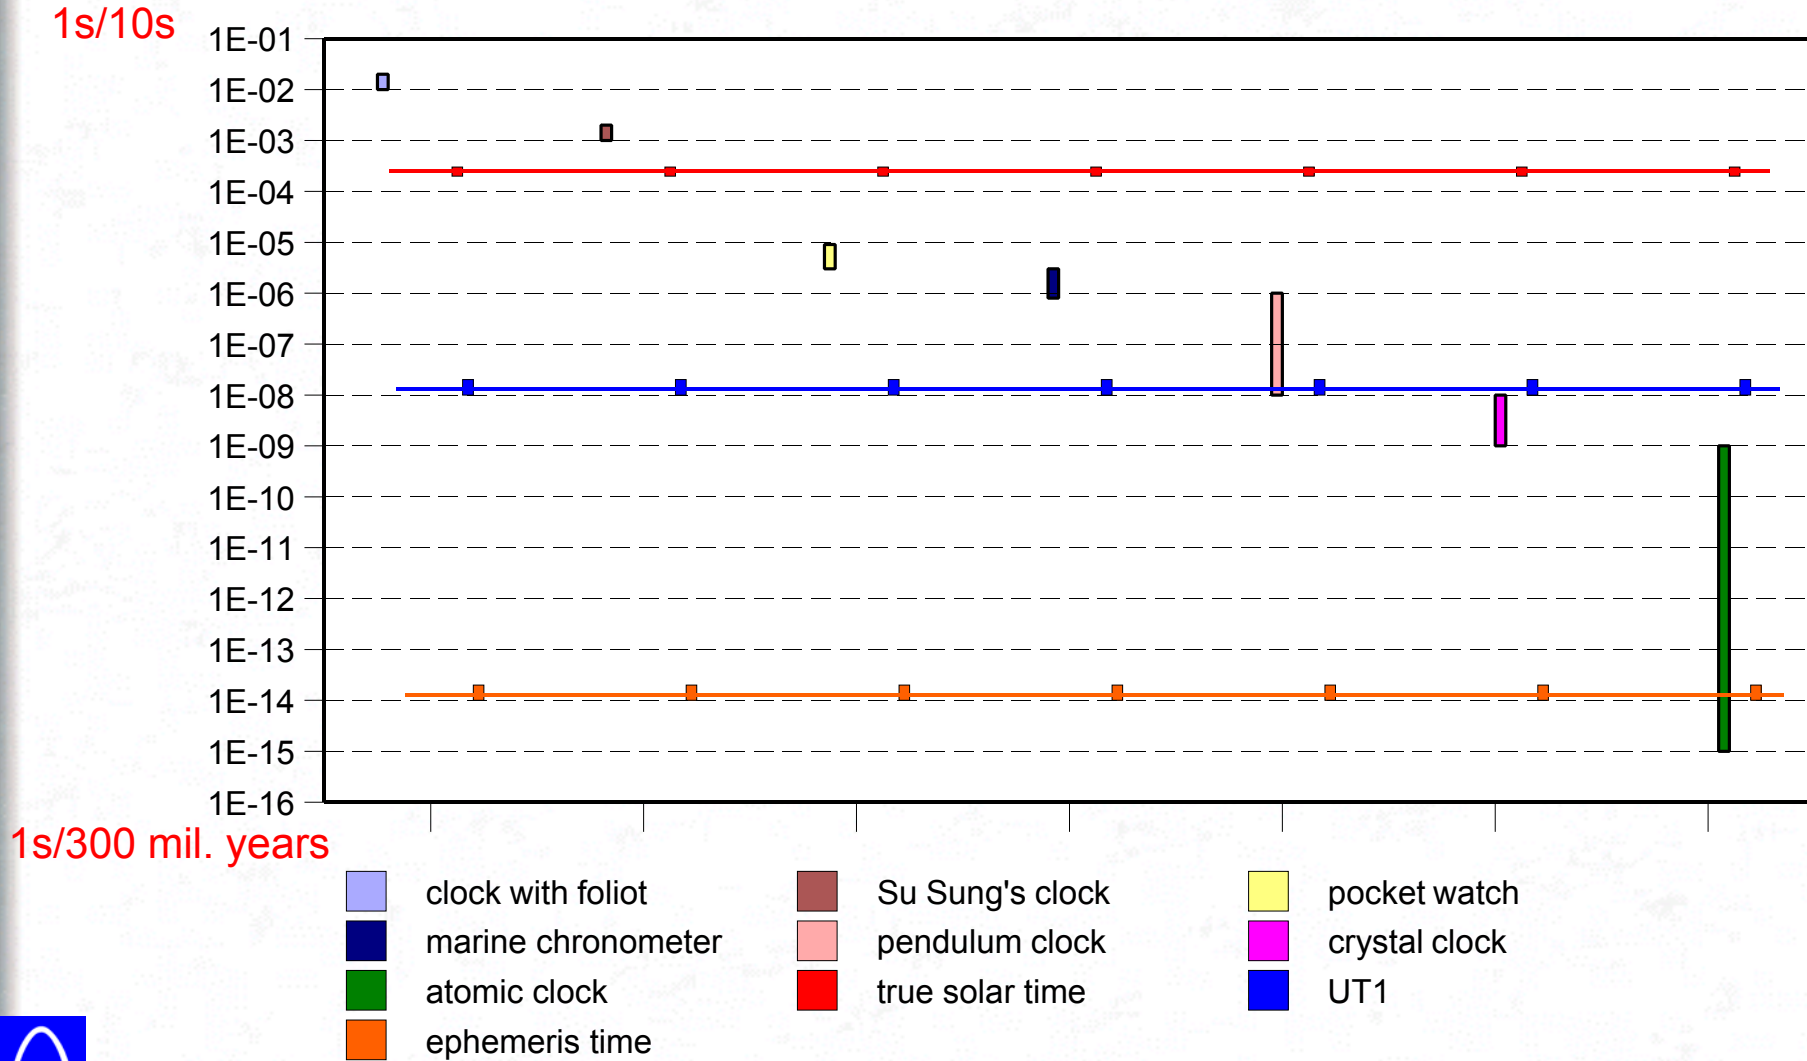 1s/10s
1E-01
1E-02
1E-03
1E-04
1E-05
1E-06
1E-07
1E-08
1E-09
1E-10
1E-11
1E-12
1E-13
1E-14
1E-15
1E-16
1s/300 mil. years
clock with foliot Su Sung's clock pocket watch
marine chronometer pendulum clock crystal clock
atomic clock true solar time UT1
ephemeris time